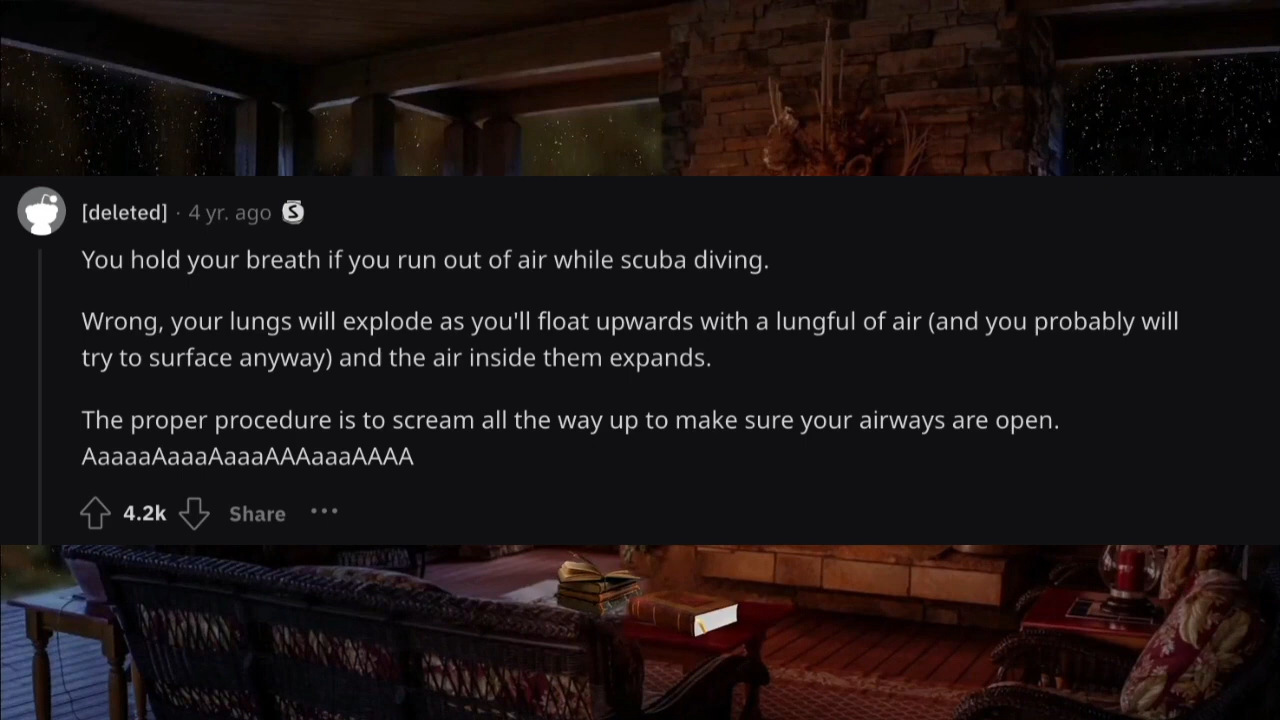 [deleted] · 4 yr. ago
You hold your breath if you run out of air while scuba diving.
Wrong, your lungs will explode as you'll float upwards with a lungful of air (and you probably will
try to surface anyway) and the air inside them expands.
The proper procedure is to scream all the way up to make sure your airways are open.
AaaaaAaaaAaaaAAAaaaAAAA
4.2k Share ···